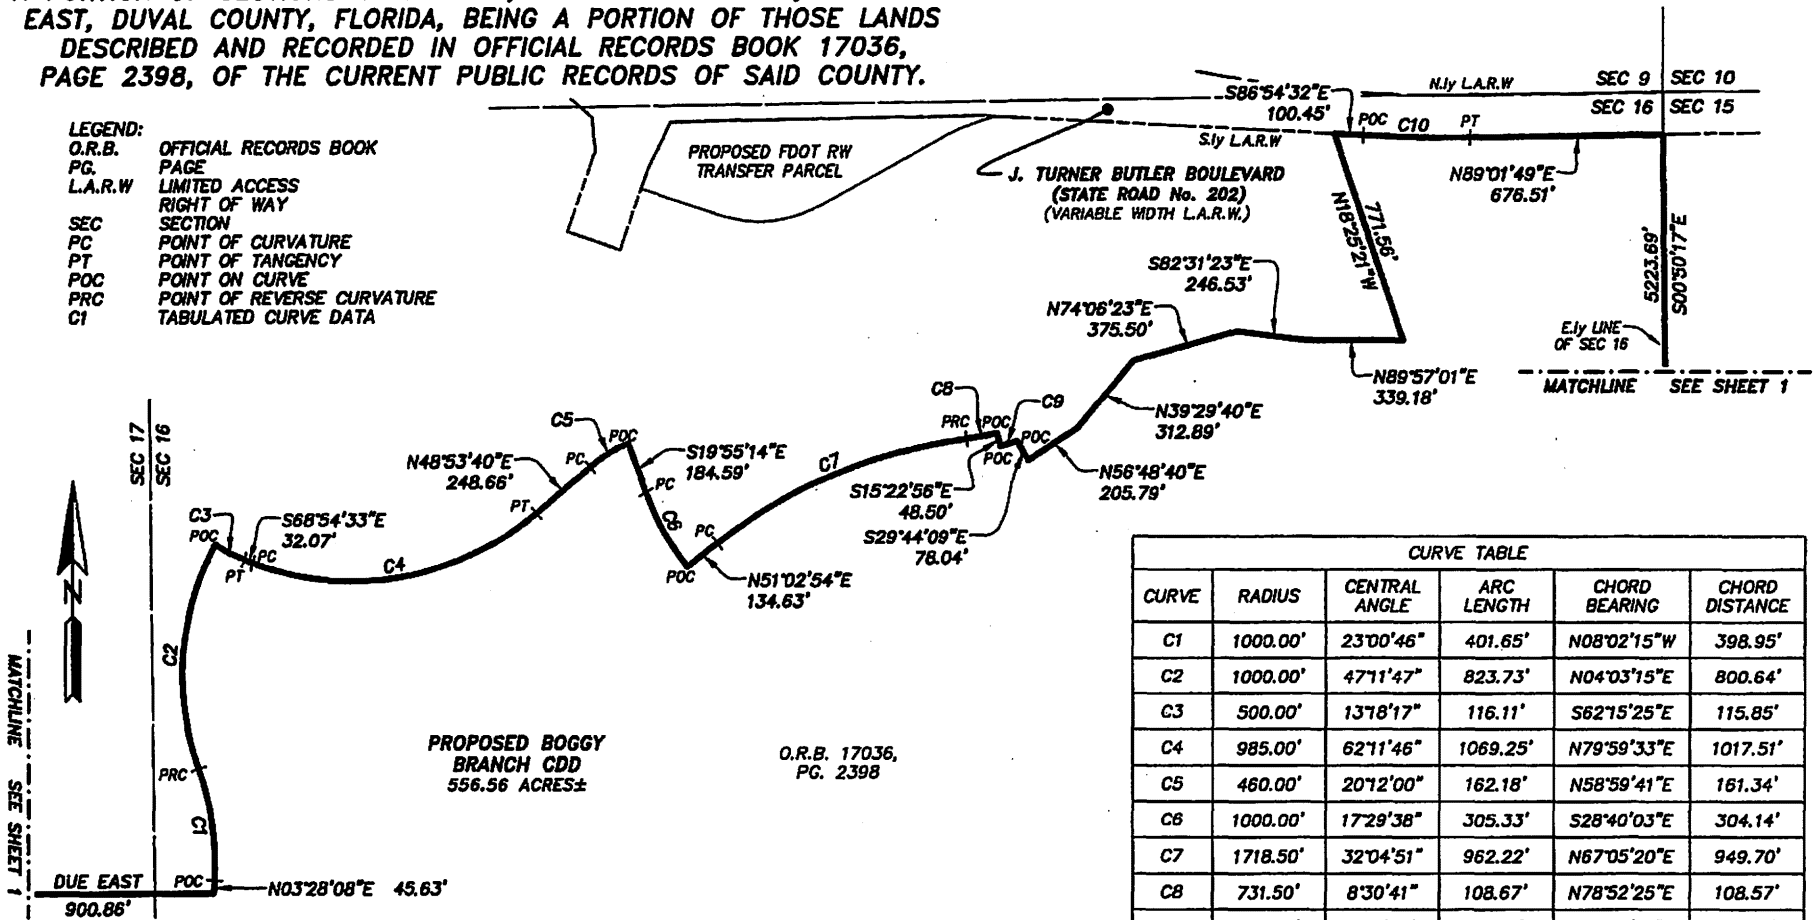 EAST, DUVAL COUNTY, FLORIDA, BEING A PORTION OF THOSE LANDS
DESCRIBED AND RECORDED IN OFFICIAL RECORDS BOOK 17036,
PAGE 2398, OF THE CURRENT PUBLIC RECORDS OF SAID COUNTY.
LEGEND:
O.R.B. OFFICIAL RECORDS BOOK
PG. PAGE
L.A.R.W LIMITED ACCESS
RIGHT OF WAY
SEC SECTION
PC POINT OF CURVATURE
PT POINT OF TANGENCY
POC POINT ON CURVE
PRC POINT OF REVERSE CURVATURE
C1 TABULATED CURVE DATA
PROPOSED FDOT RW
TRANSFER PARCEL
S86°54'32"E
100.45'
N.ly L.A.R.W
SEC 9 SEC 10
SEC 16 SEC 15
POC C10 PT
S.ly L.A.R.W
J. TURNER BUTLER BOULEVARD
(STATE ROAD No. 202)
(VARIABLE WIDTH L.A.R.W.)
N89°01'49"E
676.51'
771.56'
N18°25'21"W
5223.69'
S00°50'17"E
E.ly LINE
OF SEC 16
MATCHLINE SEE SHEET 1
S82°31'23"E
246.53'
N74°06'23"E
375.50'
N89°57'01"E
339.18'
N39°29'40"E
312.89'
N56°48'40"E
205.79'
C8
C9
PRC POC
POC
POC
S15°22'56"E
48.50'
S29°44'09"E
78.04'
C7
C5
POC
PC
S19°55'14"E
184.59'
PC
C6
PC
POC
N51°02'54"E
134.63'
N48°53'40"E
248.66'
PT
SEC 17
SEC 16
C3
POC
S68°54'33"E
32.07'
PT
PC
C4
N
C2
PRC
C1
MATCHLINE SEE SHEET 1
PROPOSED BOGGY
BRANCH CDD
556.56 ACRES±
O.R.B. 17036,
PG. 2398
DUE EAST
900.86'
POC
N03°28'08"E 45.63'
CURVE TABLE
CURVE RADIUS CENTRAL ANGLE ARC LENGTH CHORD BEARING CHORD DISTANCE
C1 1000.00' 23°00'46" 401.65' N08°02'15"W 398.95'
C2 1000.00' 47°11'47" 823.73' N04°03'15"E 800.64'
C3 500.00' 13°18'17" 116.11' S62°15'25"E 115.85'
C4 985.00' 62°11'46" 1069.25' N79°59'33"E 1017.51'
C5 460.00' 20°12'00" 162.18' N58°59'41"E 161.34'
C6 1000.00' 17°29'38" 305.33' S28°40'03"E 304.14'
C7 1718.50' 32°04'51" 962.22' N67°05'20"E 949.70'
C8 731.50' 8°30'41" 108.67' N78°52'25"E 108.57'